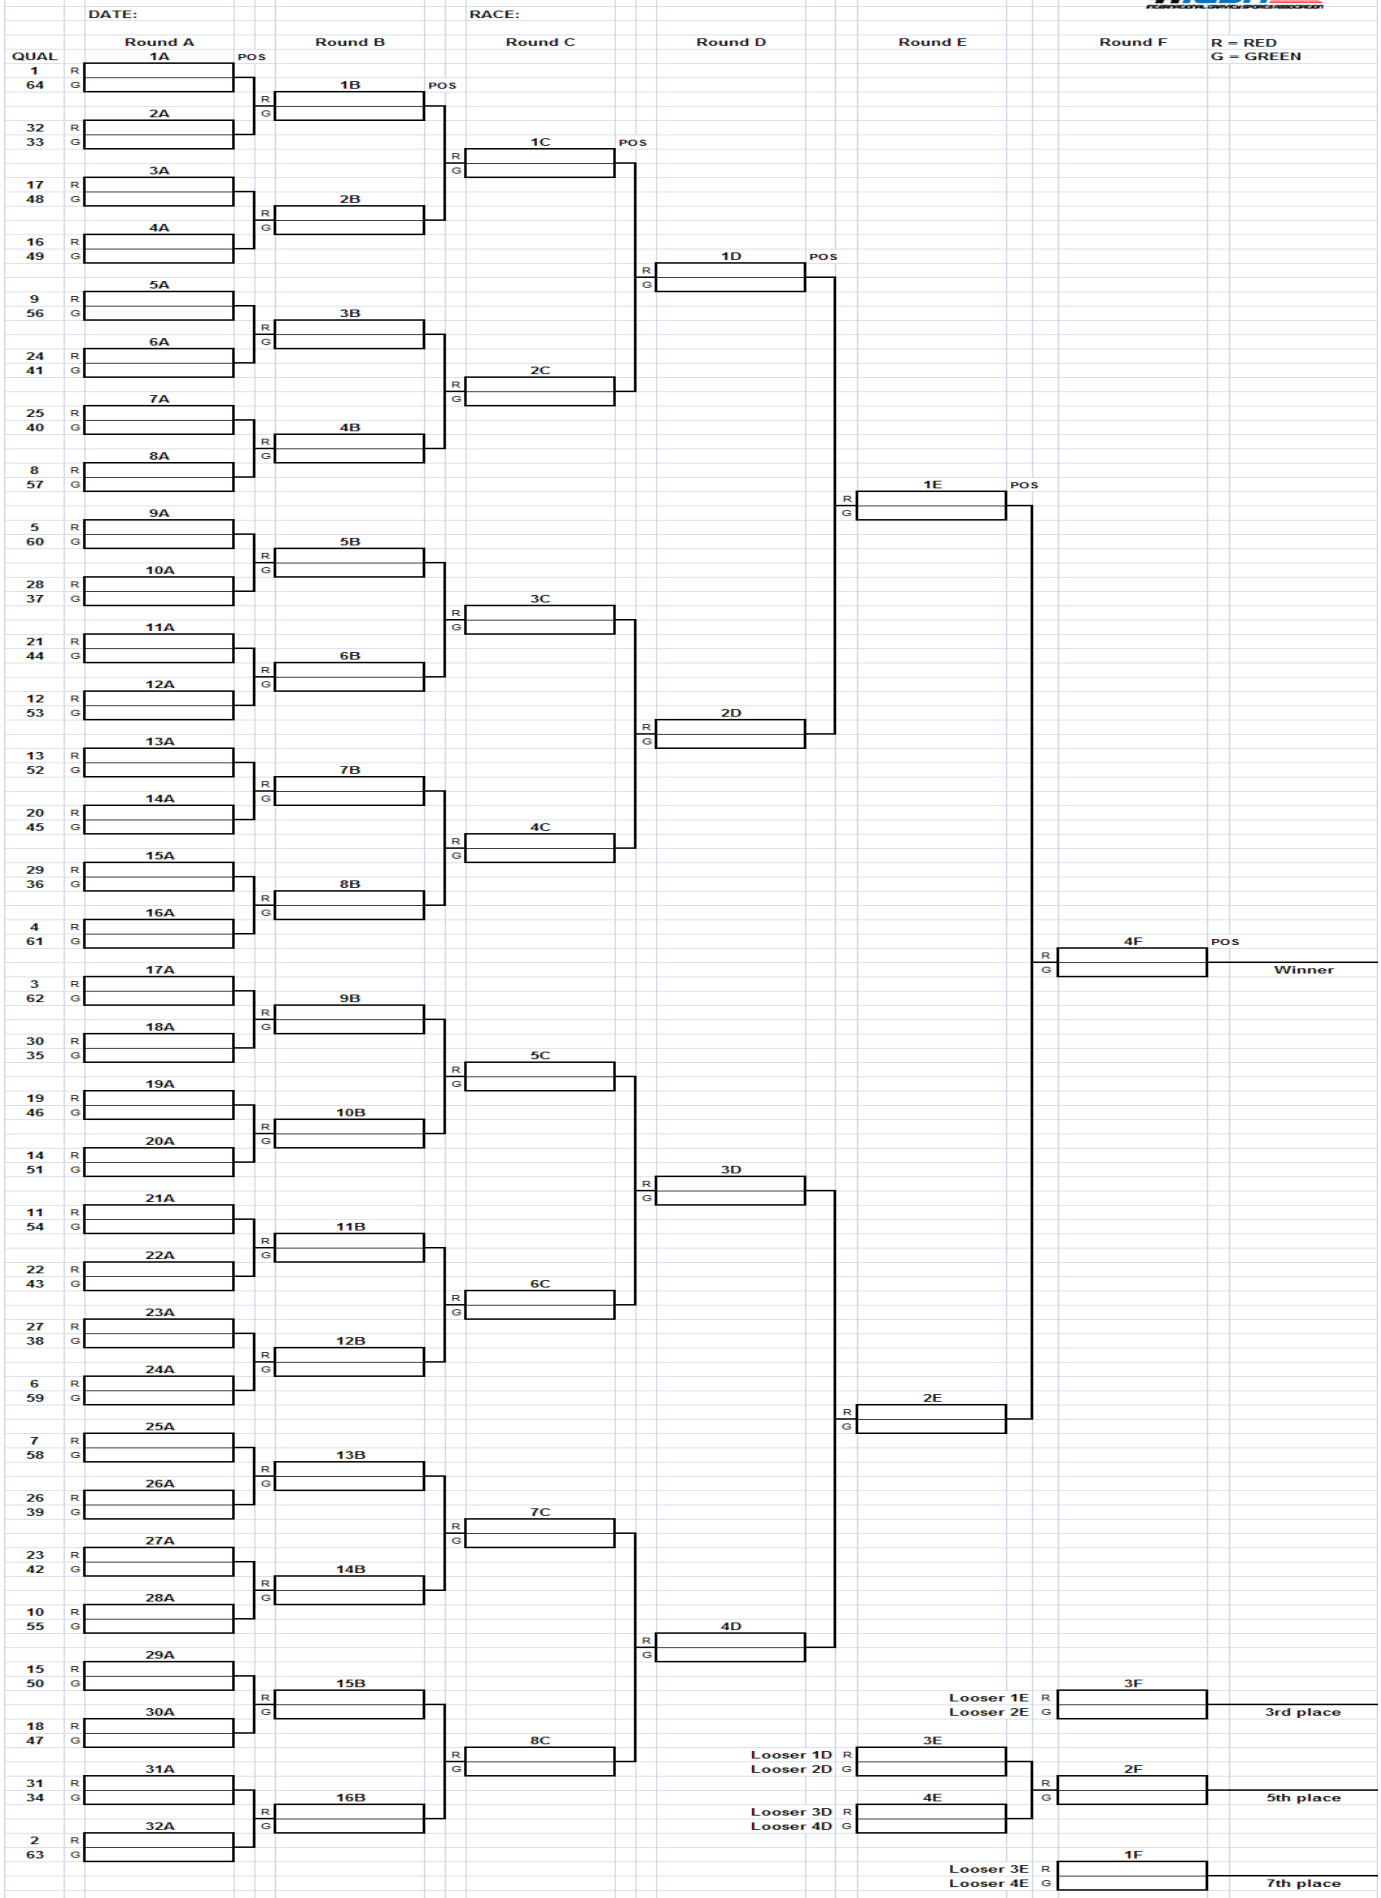 INTERNATIONAL GRAVITY SPORTS ASSOCIATION
DATE: RACE:
Round A Round B Round C Round D Round E Round F R = RED
QUAL 1A POS G = GREEN
1 R
64 G 1B POS
R
2A G
32 R
33 G 1C POS
R
3A G
17 R
48 G 2B
R
4A G
16 R
49 G 1D POS
R
5A G
9 R
56 G 3B
R
6A G
24 R
41 G 2C
R
7A G
25 R
40 G 4B
R
8A G
8 R
57 G 1E POS
R
9A G
5 R
60 G 5B
R
10A G
28 R
37 G 3C
R
11A G
21 R
44 G 6B
R
12A G
12 R
53 G 2D
R
13A G
13 R
52 G 7B
R
14A G
20 R
45 G 4C
R
15A G
29 R
36 G 8B
R
16A G
4 R
61 G 4F POS
R
17A G Winner
3 R
62 G 9B
R
18A G
30 R
35 G 5C
R
19A G
19 R
46 G 10B
R
20A G
14 R
51 G 3D
R
21A G
11 R
54 G 11B
R
22A G
22 R
43 G 6C
R
23A G
27 R
38 G 12B
R
24A G
6 R
59 G 2E
R
25A G
7 R
58 G 13B
R
26A G
26 R
39 G 7C
R
27A G
23 R
42 G 14B
R
28A G
10 R
55 G 4D
R
29A G
15 R
50 G 15B 3F
R Looser 1E R
30A G Looser 2E G 3rd place
18 R
47 G 8C 3E
R Looser 1D R
31A G Looser 2D G 2F
31 R R
34 G 16B 4E G 5th place
R Looser 3D R
32A G Looser 4D G
2 R
63 G 1F
Looser 3E R
Looser 4E G 7th place